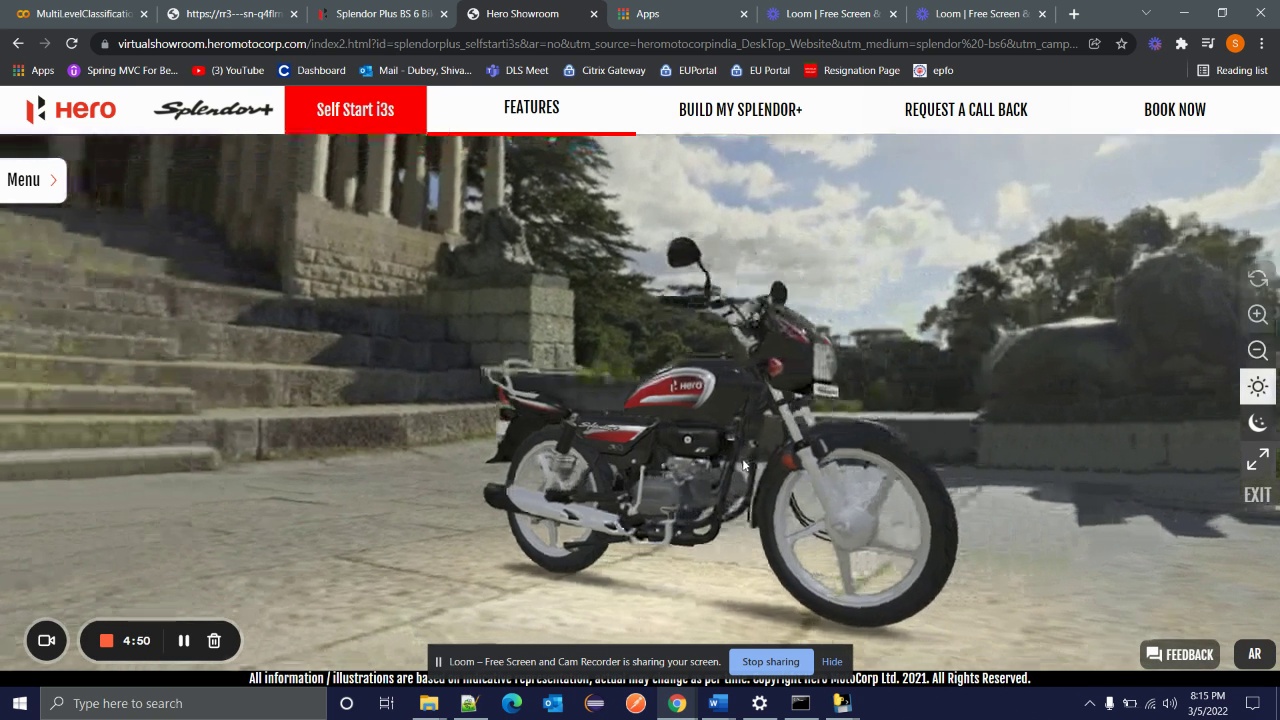 MultiLevelClassificatio
https://rr3---sn-q4flrn
Splendor Plus BS 6 Bik
Hero Showroom
Apps
Loom | Free Screen &
Loom | Free Screen &
virtualshowroom.heromotocorp.com/index2.html?id=splendorplus_selfstarti3s&at=no&utm_source=heromotocorpindia_DeskTop_Website&utm_medium=splendor%20-bs6&utm_camp...
Apps
Spring MVC For Be...
(3) YouTube
Dashboard
Mail - Dubey, Shiva...
DLS Meet
Citrix Gateway
EUPortal
EU Portal
Resignation Page
epfo
Reading list
Hero
Splendor+
Self Start i3s
FEATURES
BUILD MY SPLENDOR+
REQUEST A CALL BACK
BOOK NOW
Menu
Hero
Splendor
EXIT
4:50
Loom – Free Screen and Cam Recorder is sharing your screen.
Stop sharing
Hide
FEEDBACK
AR
All information / illustrations are based on indicative representation, actual may change as per time. Copyright Hero MotoCorp Ltd. 2021. All Rights Reserved.
Type here to search
8:15 PM
3/5/2022